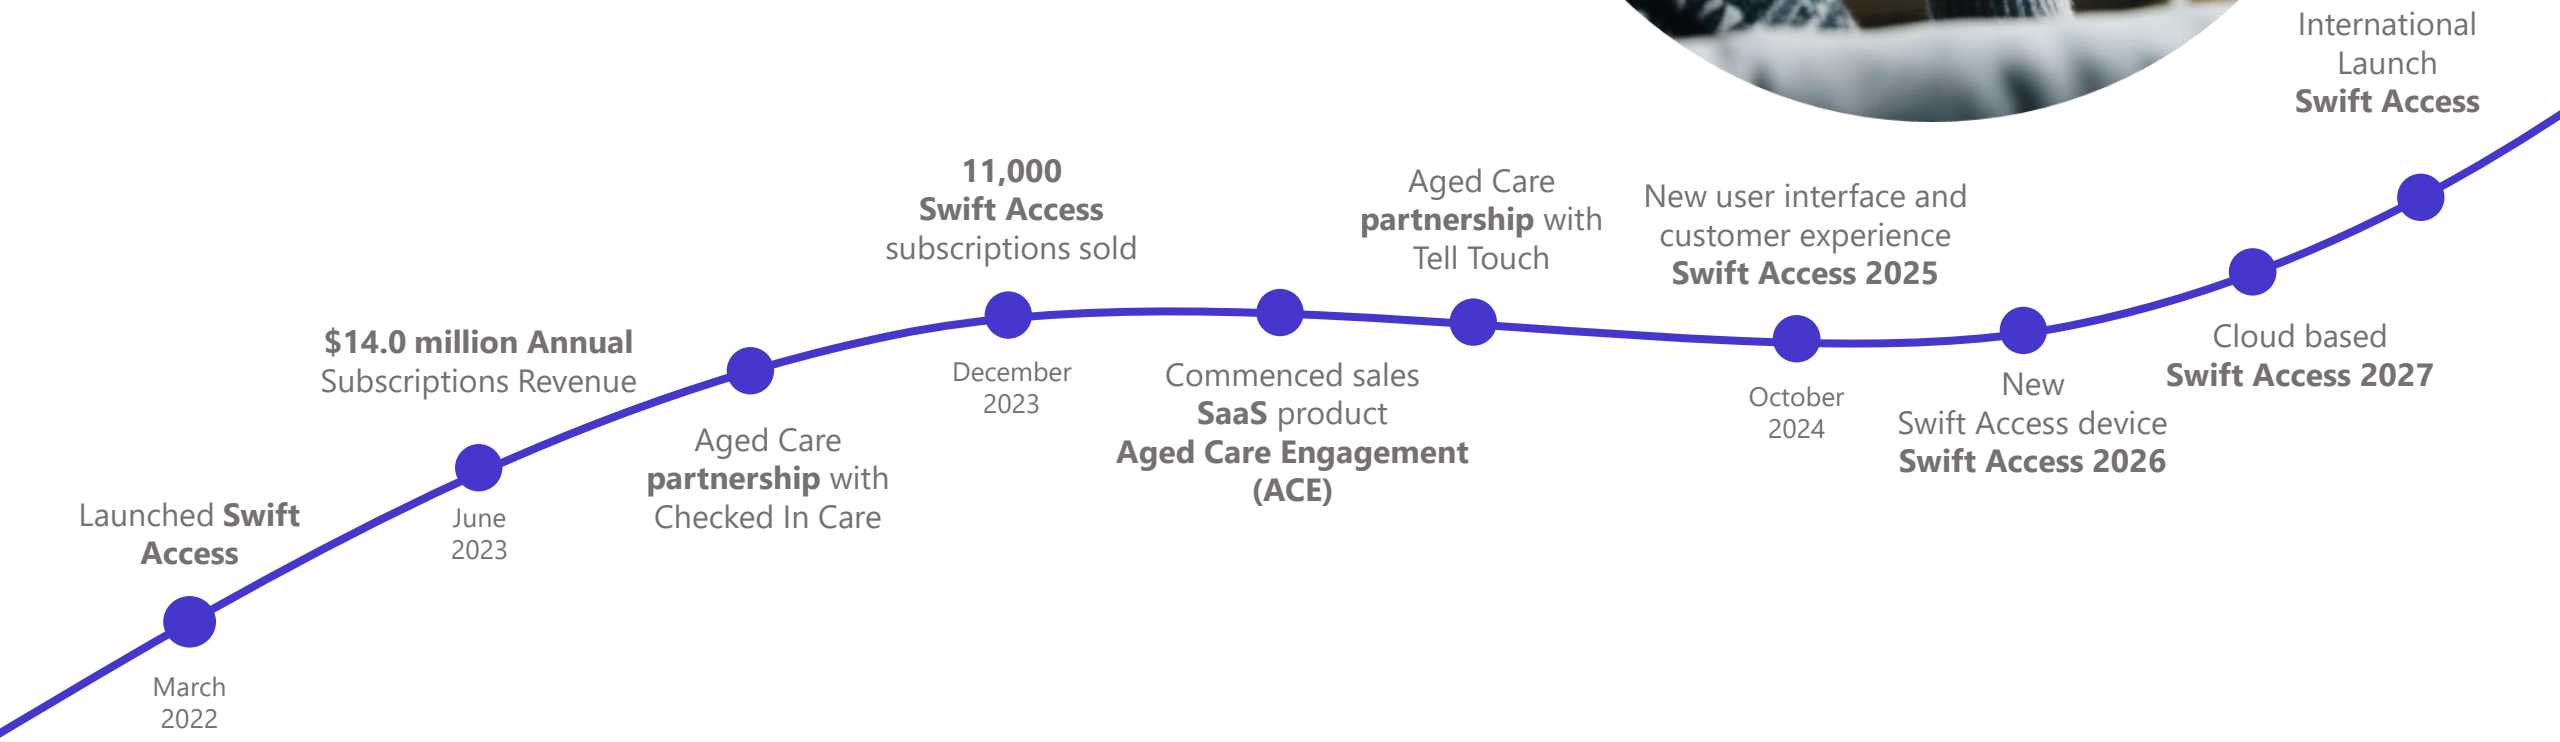 Launched Swift
Access
March
2022
$14.0 million Annual
Subscriptions Revenue
June
2023
Aged Care
partnership with
Checked In Care
11,000
Swift Access
subscriptions sold
December
2023
Commenced sales
SaaS product
Aged Care Engagement
(ACE)
Aged Care
partnership with
Tell Touch
New user interface and
customer experience
Swift Access 2025
October
2024
New
Swift Access device
Swift Access 2026
Cloud based
Swift Access 2027
International
Launch
Swift Access